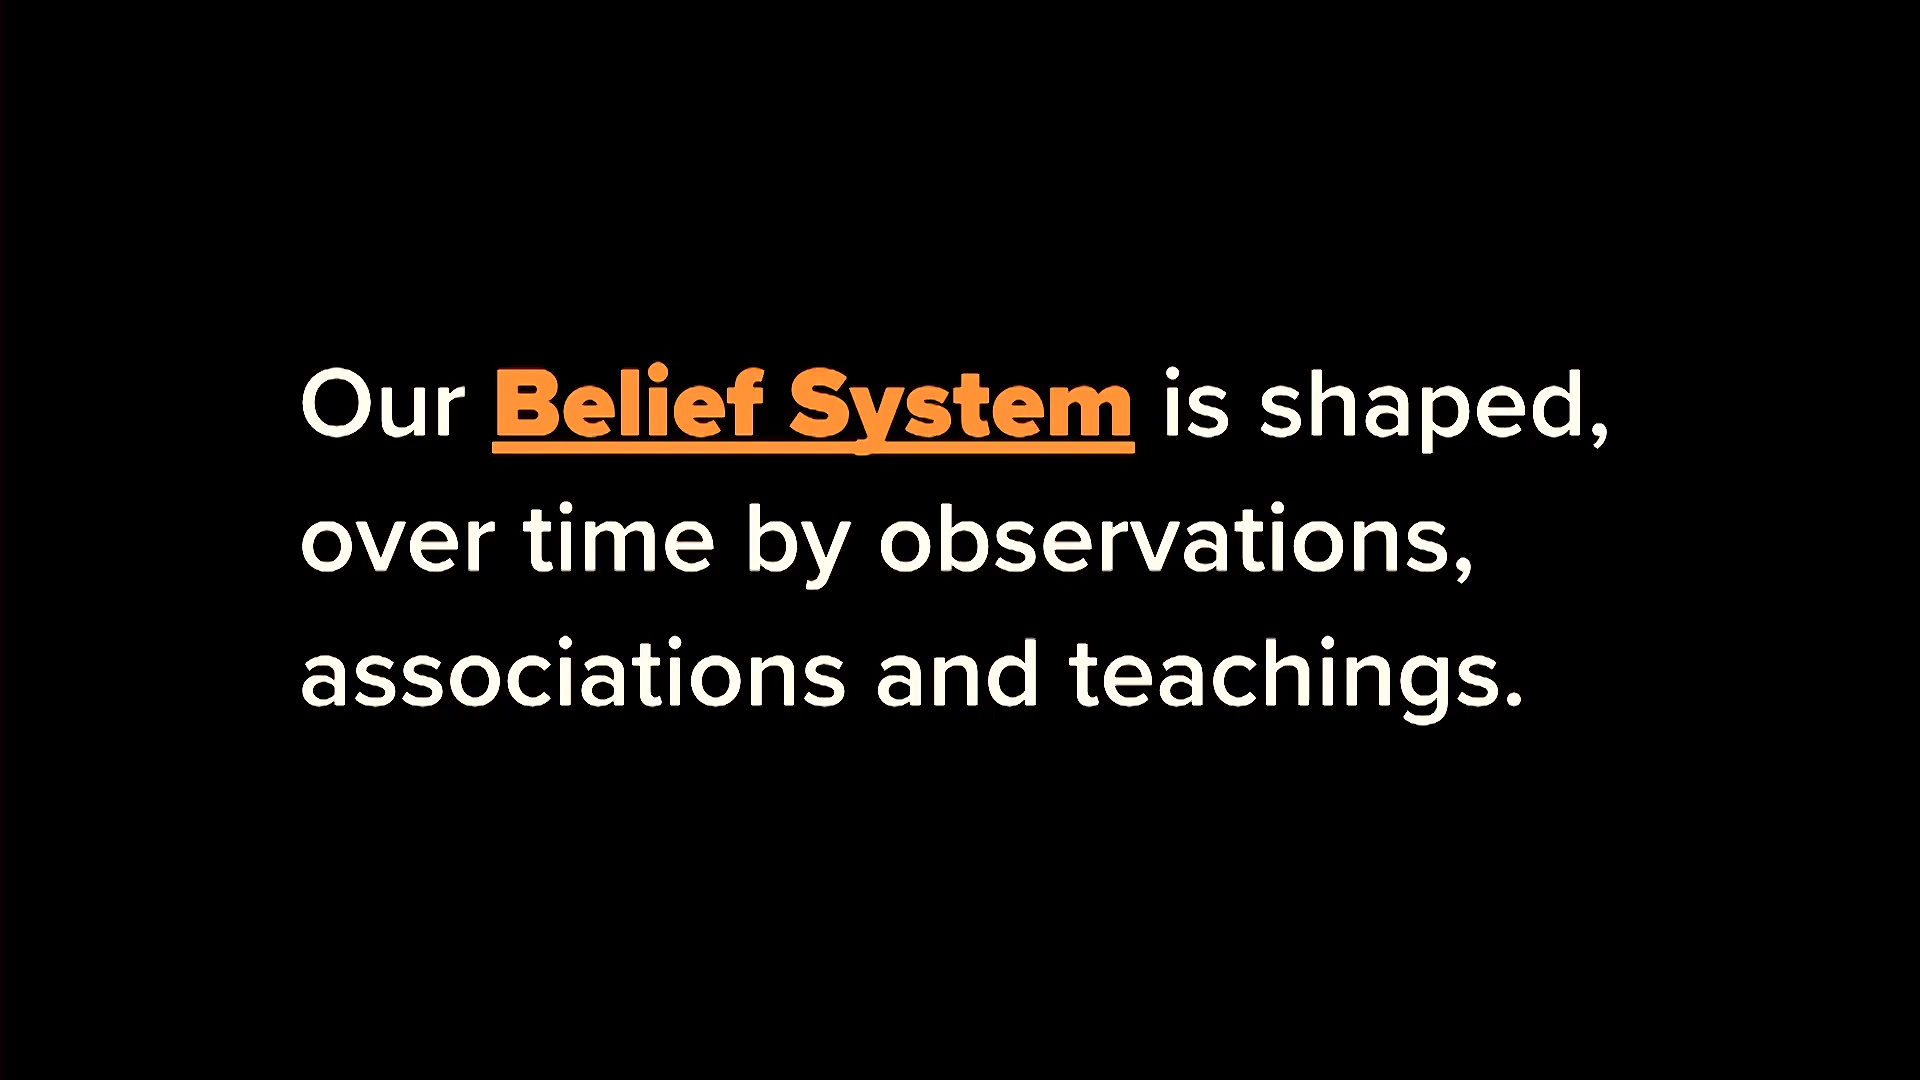 Our Belief System is shaped,
over time by observations,
associations and teachings.